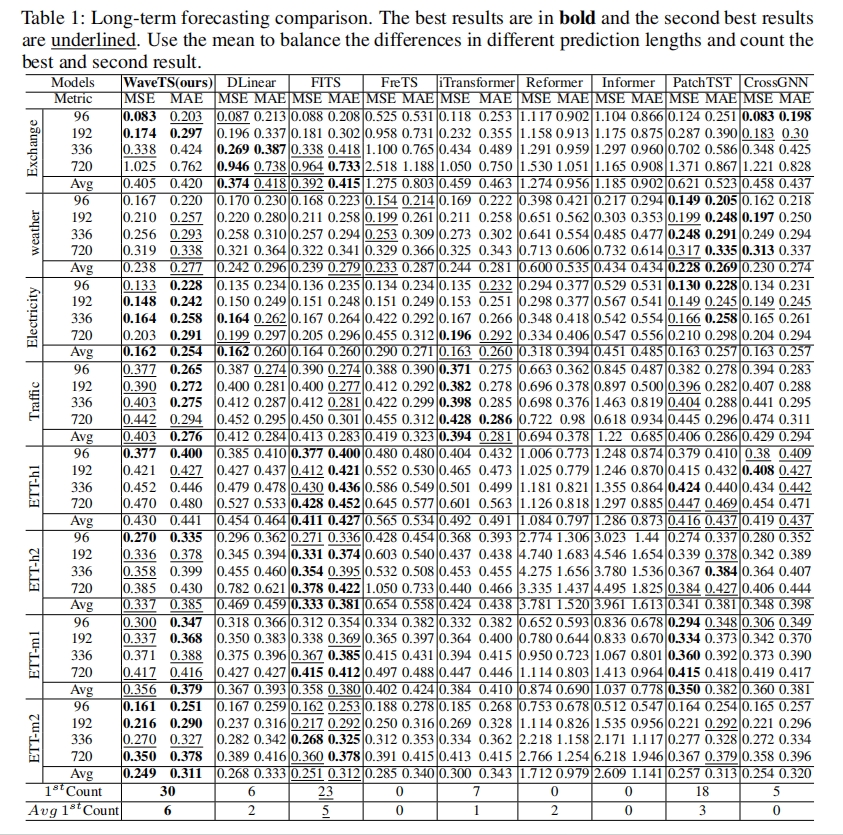 Table 1: Long-term forecasting comparison. The best results are in bold and the second best results
are underlined. Use the mean to balance the differences in different prediction lengths and count the
best and second result.
Models WaveTS(ours) DLinear FITS FreTS iTransformer Reformer Informer PatchTST CrossGNN
Metric MSE MAE MSE MAE MSE MAE MSE MAE MSE MAE MSE MAE MSE MAE MSE MAE MSE MAE
Exchange
96 0.083 0.203 0.087 0.213 0.088 0.208 0.525 0.531 0.118 0.253 1.117 0.902 1.104 0.866 0.124 0.251 0.083 0.198
192 0.174 0.297 0.196 0.337 0.181 0.302 0.958 0.731 0.232 0.355 1.158 0.913 1.175 0.875 0.287 0.390 0.183 0.30
336 0.338 0.424 0.269 0.387 0.338 0.418 1.100 0.765 0.434 0.489 1.291 0.959 1.297 0.960 0.702 0.586 0.348 0.425
720 1.025 0.762 0.946 0.738 0.964 0.733 2.518 1.188 1.050 0.750 1.530 1.051 1.165 0.908 1.371 0.867 1.221 0.828
Avg 0.405 0.420 0.374 0.418 0.392 0.415 1.275 0.803 0.459 0.463 1.274 0.956 1.185 0.902 0.621 0.523 0.458 0.437
weather
96 0.167 0.220 0.170 0.230 0.168 0.223 0.154 0.214 0.169 0.222 0.398 0.421 0.217 0.294 0.149 0.205 0.162 0.218
192 0.210 0.257 0.220 0.280 0.211 0.258 0.199 0.261 0.211 0.258 0.651 0.562 0.303 0.353 0.199 0.248 0.197 0.250
336 0.256 0.293 0.258 0.310 0.257 0.294 0.253 0.309 0.273 0.302 0.641 0.554 0.485 0.477 0.248 0.291 0.249 0.294
720 0.319 0.338 0.321 0.364 0.322 0.341 0.329 0.366 0.325 0.343 0.713 0.606 0.732 0.614 0.317 0.335 0.313 0.337
Avg 0.238 0.277 0.242 0.296 0.239 0.279 0.233 0.287 0.244 0.281 0.600 0.535 0.434 0.434 0.228 0.269 0.230 0.274
Electricity
96 0.133 0.228 0.135 0.234 0.136 0.235 0.134 0.234 0.135 0.232 0.294 0.377 0.529 0.531 0.130 0.228 0.134 0.231
192 0.148 0.242 0.150 0.249 0.151 0.248 0.151 0.249 0.153 0.251 0.298 0.377 0.567 0.541 0.149 0.245 0.149 0.245
336 0.164 0.258 0.164 0.262 0.167 0.264 0.422 0.292 0.167 0.266 0.348 0.418 0.542 0.554 0.166 0.258 0.165 0.261
720 0.203 0.291 0.199 0.297 0.205 0.296 0.455 0.312 0.196 0.292 0.334 0.406 0.547 0.556 0.210 0.298 0.204 0.294
Avg 0.162 0.254 0.162 0.260 0.164 0.260 0.290 0.271 0.163 0.260 0.318 0.394 0.451 0.485 0.163 0.257 0.163 0.257
Traffic
96 0.377 0.265 0.387 0.274 0.390 0.274 0.388 0.390 0.371 0.275 0.663 0.362 0.845 0.487 0.382 0.278 0.394 0.283
192 0.390 0.272 0.400 0.281 0.400 0.277 0.412 0.292 0.382 0.278 0.696 0.378 0.897 0.500 0.396 0.282 0.407 0.288
336 0.403 0.275 0.412 0.287 0.412 0.281 0.422 0.299 0.398 0.285 0.698 0.376 1.463 0.819 0.404 0.288 0.441 0.295
720 0.442 0.294 0.452 0.295 0.450 0.301 0.455 0.312 0.428 0.286 0.722 0.98 0.618 0.934 0.445 0.296 0.474 0.311
Avg 0.403 0.276 0.412 0.284 0.413 0.283 0.419 0.323 0.394 0.281 0.694 0.378 1.22 0.685 0.406 0.286 0.429 0.294
ETT-h1
96 0.377 0.400 0.385 0.410 0.377 0.400 0.480 0.480 0.404 0.432 1.006 0.773 1.248 0.874 0.379 0.410 0.38 0.409
192 0.421 0.427 0.427 0.437 0.412 0.421 0.552 0.530 0.465 0.473 1.025 0.779 1.246 0.870 0.415 0.432 0.408 0.427
336 0.452 0.446 0.479 0.478 0.430 0.436 0.586 0.549 0.501 0.499 1.181 0.821 1.355 0.864 0.424 0.440 0.434 0.442
720 0.470 0.480 0.527 0.533 0.428 0.452 0.645 0.577 0.601 0.563 1.126 0.818 1.297 0.885 0.447 0.469 0.454 0.471
Avg 0.430 0.441 0.454 0.464 0.411 0.427 0.565 0.534 0.492 0.491 1.084 0.797 1.286 0.873 0.416 0.437 0.419 0.437
ETT-h2
96 0.270 0.335 0.296 0.362 0.271 0.336 0.428 0.454 0.368 0.393 2.774 1.306 3.023 1.44 0.274 0.337 0.280 0.352
192 0.336 0.378 0.345 0.394 0.331 0.374 0.603 0.540 0.437 0.438 4.740 1.683 4.546 1.654 0.339 0.378 0.342 0.389
336 0.358 0.399 0.455 0.460 0.354 0.395 0.532 0.508 0.453 0.455 4.275 1.656 3.780 1.536 0.367 0.384 0.364 0.407
720 0.385 0.430 0.782 0.621 0.378 0.422 1.050 0.733 0.440 0.466 3.335 1.437 4.495 1.825 0.384 0.427 0.406 0.444
Avg 0.337 0.385 0.469 0.459 0.333 0.381 0.654 0.558 0.424 0.438 3.781 1.520 3.961 1.613 0.341 0.381 0.348 0.398
ETT-m1
96 0.300 0.347 0.318 0.366 0.312 0.354 0.334 0.382 0.332 0.382 0.652 0.593 0.836 0.678 0.294 0.348 0.306 0.349
192 0.337 0.368 0.350 0.383 0.338 0.369 0.365 0.397 0.364 0.400 0.780 0.644 0.833 0.670 0.334 0.373 0.342 0.370
336 0.371 0.388 0.375 0.396 0.367 0.385 0.415 0.431 0.394 0.415 0.950 0.723 1.067 0.801 0.360 0.392 0.373 0.390
720 0.417 0.416 0.427 0.427 0.415 0.412 0.497 0.488 0.447 0.446 1.114 0.803 1.413 0.964 0.415 0.418 0.419 0.417
Avg 0.356 0.379 0.367 0.393 0.358 0.380 0.402 0.424 0.384 0.410 0.874 0.690 1.037 0.778 0.350 0.382 0.360 0.381
ETT-m2
96 0.161 0.251 0.167 0.259 0.162 0.253 0.188 0.278 0.185 0.268 0.753 0.678 0.512 0.547 0.164 0.254 0.165 0.257
192 0.216 0.290 0.237 0.316 0.217 0.292 0.250 0.316 0.269 0.328 1.114 0.826 1.535 0.956 0.221 0.292 0.221 0.296
336 0.270 0.327 0.282 0.342 0.268 0.325 0.312 0.353 0.334 0.362 2.218 1.158 2.171 1.117 0.277 0.328 0.272 0.334
720 0.350 0.378 0.389 0.416 0.360 0.378 0.391 0.415 0.413 0.415 2.766 1.254 6.218 1.946 0.367 0.379 0.358 0.396
Avg 0.249 0.311 0.268 0.333 0.251 0.312 0.285 0.340 0.300 0.343 1.712 0.979 2.609 1.141 0.257 0.313 0.254 0.320
1st Count 30 6 23 0 7 0 0 18 5
Avg 1st Count 6 2 5 0 1 2 0 3 0